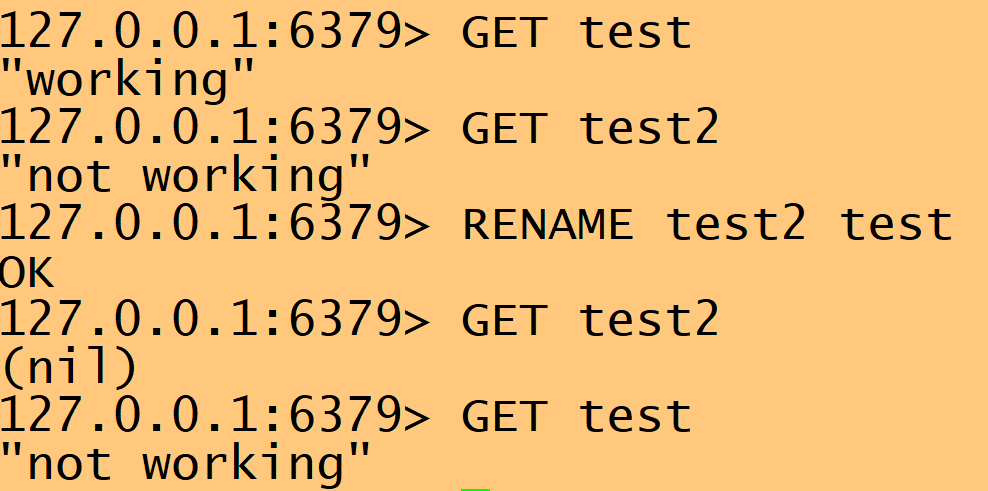 127.0.0.1:6379> GET test
"working"
127.0.0.1:6379> GET test2
"not working"
127.0.0.1:6379> RENAME test2 test
OK
127.0.0.1:6379> GET test2
(nil)
127.0.0.1:6379> GET test
"not working"